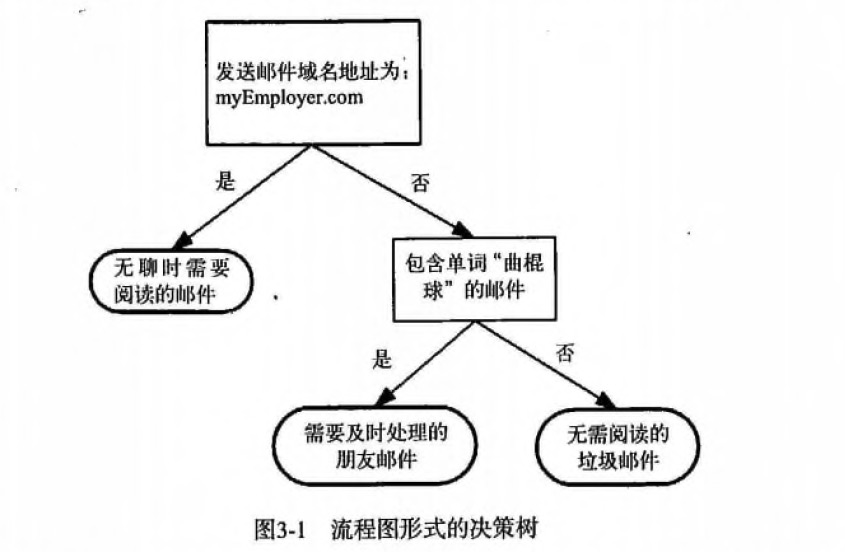 发送邮件域名地址为：
myEmployer.com
是
否
无聊时需要
阅读的邮件
包含单词“曲棍
球”的邮件
是
否
需要及时处理的
朋友邮件
无需阅读的
垃圾邮件
图3-1 流程图形式的决策树